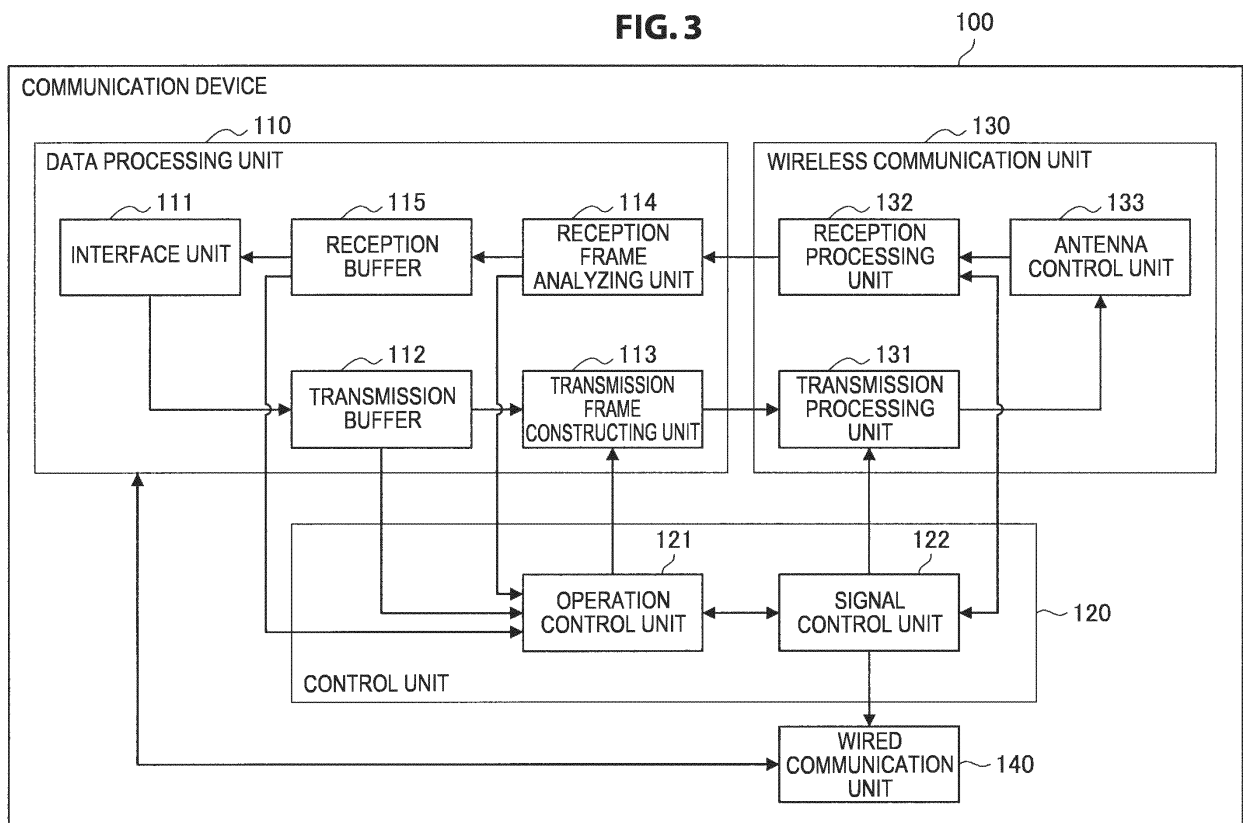 FIG. 3
100
COMMUNICATION DEVICE
110
DATA PROCESSING UNIT
130
WIRELESS COMMUNICATION UNIT
111
INTERFACE UNIT
115
RECEPTION
BUFFER
114
RECEPTION
FRAME
ANALYZING UNIT
132
RECEPTION
PROCESSING
UNIT
133
ANTENNA
CONTROL UNIT
112
TRANSMISSION
BUFFER
113
TRANSMISSION
FRAME
CONSTRUCTING UNIT
131
TRANSMISSION
PROCESSING
UNIT
121
OPERATION
CONTROL UNIT
122
SIGNAL
CONTROL UNIT
120
CONTROL UNIT
WIRED
COMMUNICATION
UNIT
140